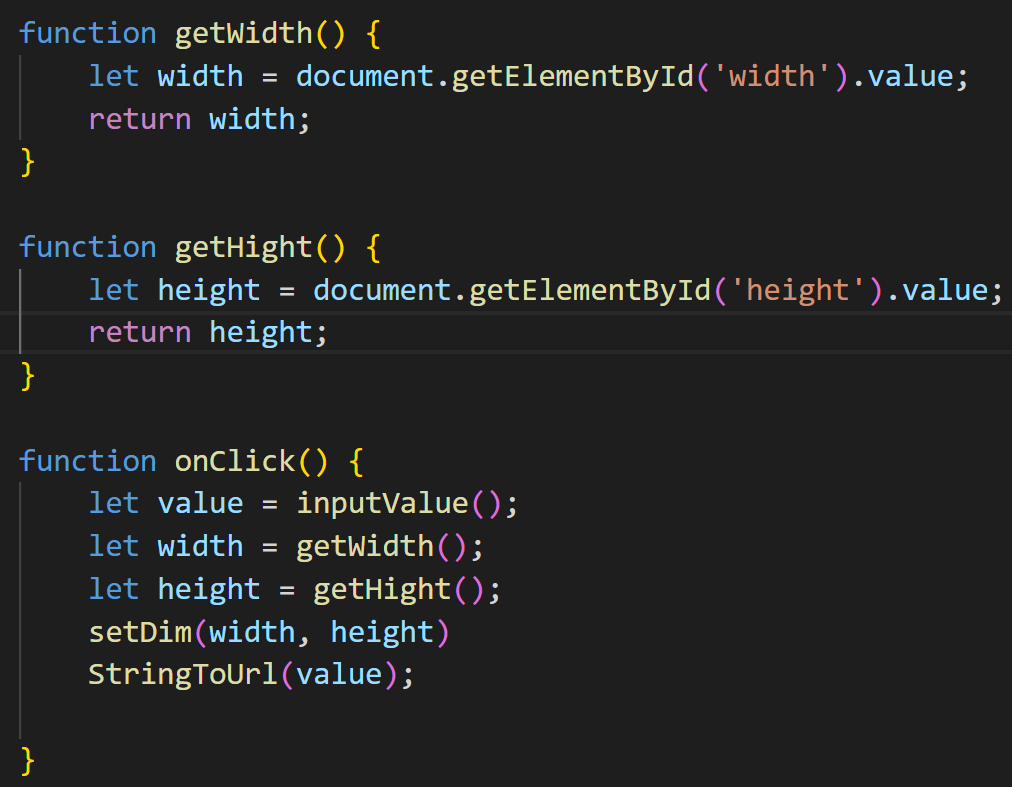 function getWidth() {
    let width = document.getElementById('width').value;
    return width;
}

function getHight() {
    let height = document.getElementById('height').value;
    return height;
}

function onClick() {
    let value = inputValue();
    let width = getWidth();
    let height = getHight();
    setDim(width, height)
    StringToUrl(value);

}